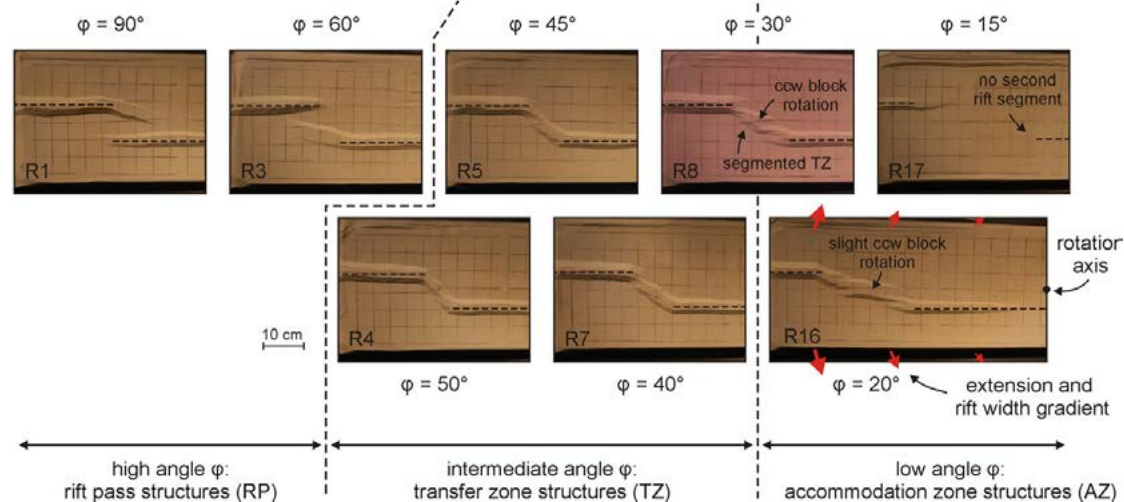 φ = 90°
φ = 60°
φ = 45°
φ = 30°
φ = 15°
ccw block
rotation
segmented TZ
no second
rift segment
R1
R3
R5
R8
R17
slight ccw block
rotation
rotation
axis
R4
R7
R16
10 cm
φ = 50°
φ = 40°
φ = 20°
extension and
rift width gradient
high angle φ:
rift pass structures (RP)
intermediate angle φ:
transfer zone structures (TZ)
low angle φ:
accommodation zone structures (AZ)